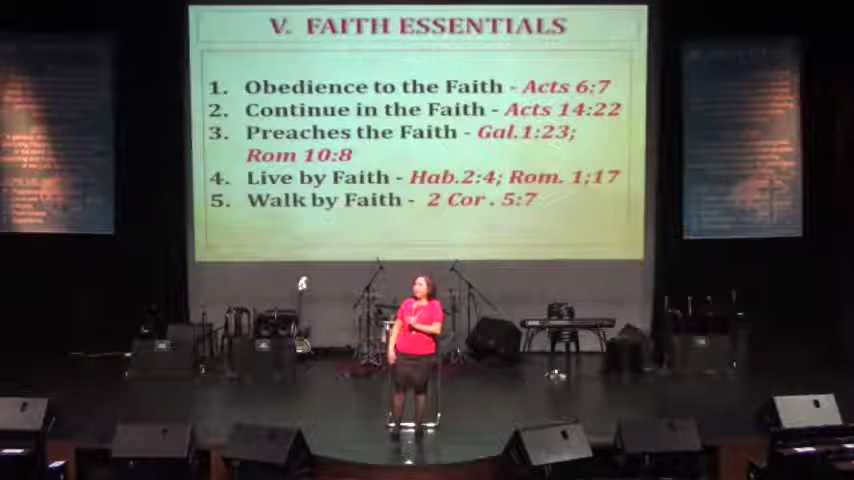 V. FAITH ESSENTIALS
1. Obedience to the Faith - Acts 6:7
2. Continue in the Faith - Acts 14:22
3. Preaches the Faith - Gal.1:23;
Rom 10:8
4. Live by Faith - Hab.2:4; Rom. 1;17
5. Walk by Faith - 2 Cor . 5:7